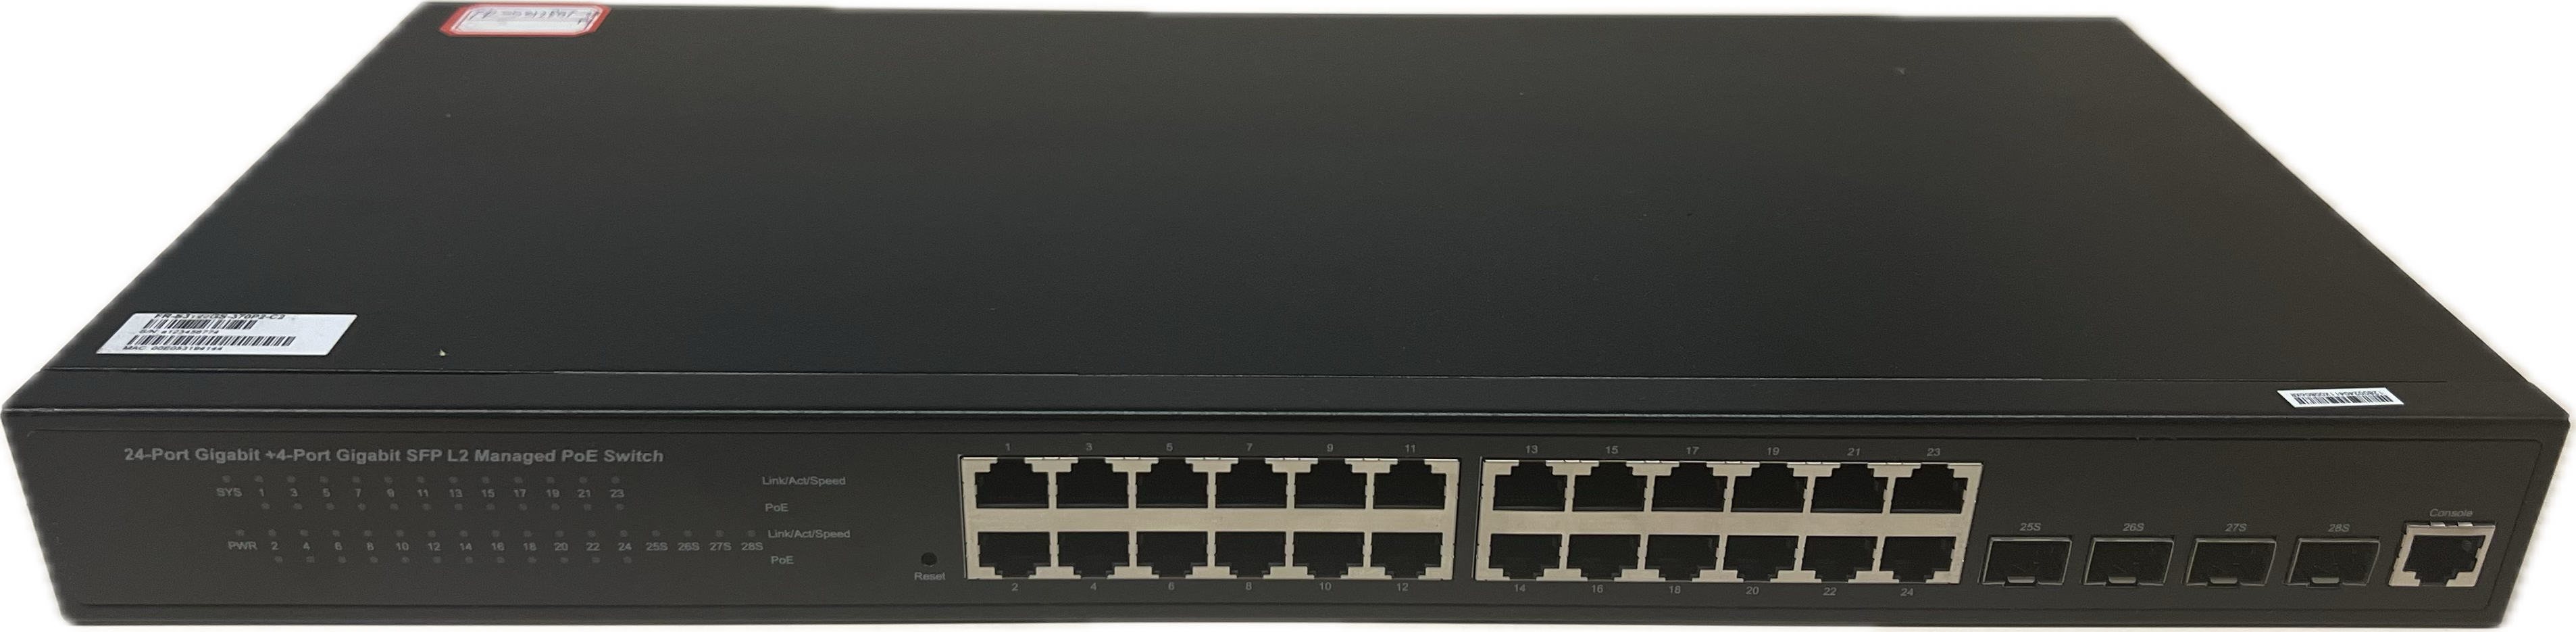 24-Port Gigabit +4-Port Gigabit SFP L2 Managed PoE Switch
SYS 1 3 5 7 9 11 13 15 17 19 21 23
Link/Act/Speed
PoE
PWR 2 4 6 8 10 12 14 16 18 20 22 24 25S 26S 27S 28S
Link/Act/Speed
PoE
Reset
1 3 5 7 9 11
2 4 6 8 10 12
13 15 17 19 21 23
14 16 18 20 22 24
25S 26S 27S 28S
Console